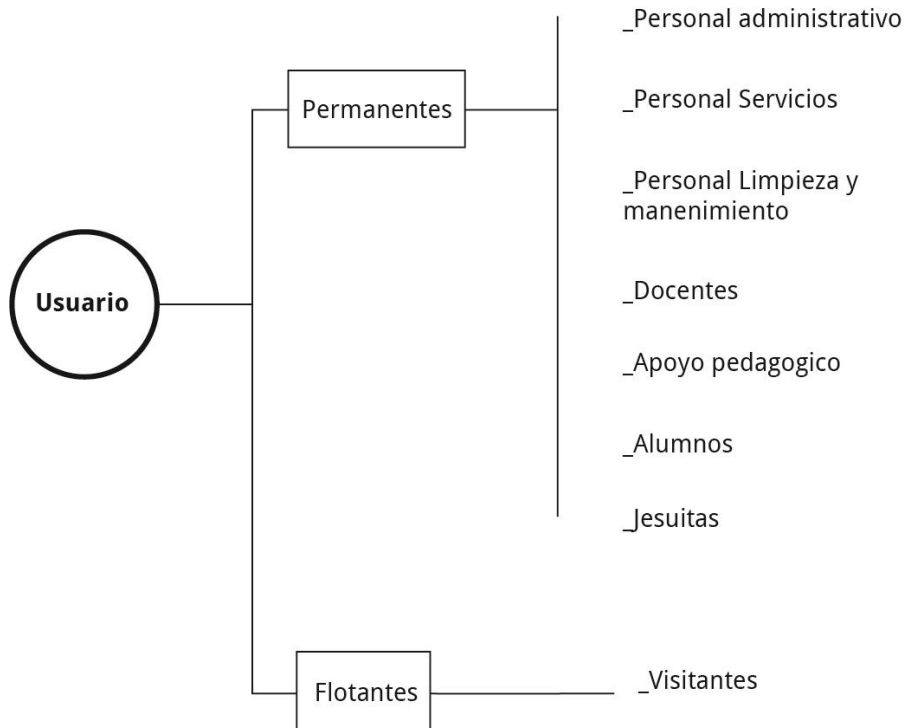 _Personal administrativo
Permanentes
_Personal Servicios
_Personal Limpieza y
manenimiento
Usuario
_Docentes
_Apoyo pedagogico
_Alumnos
_Jesuitas
Flotantes
_Visitantes